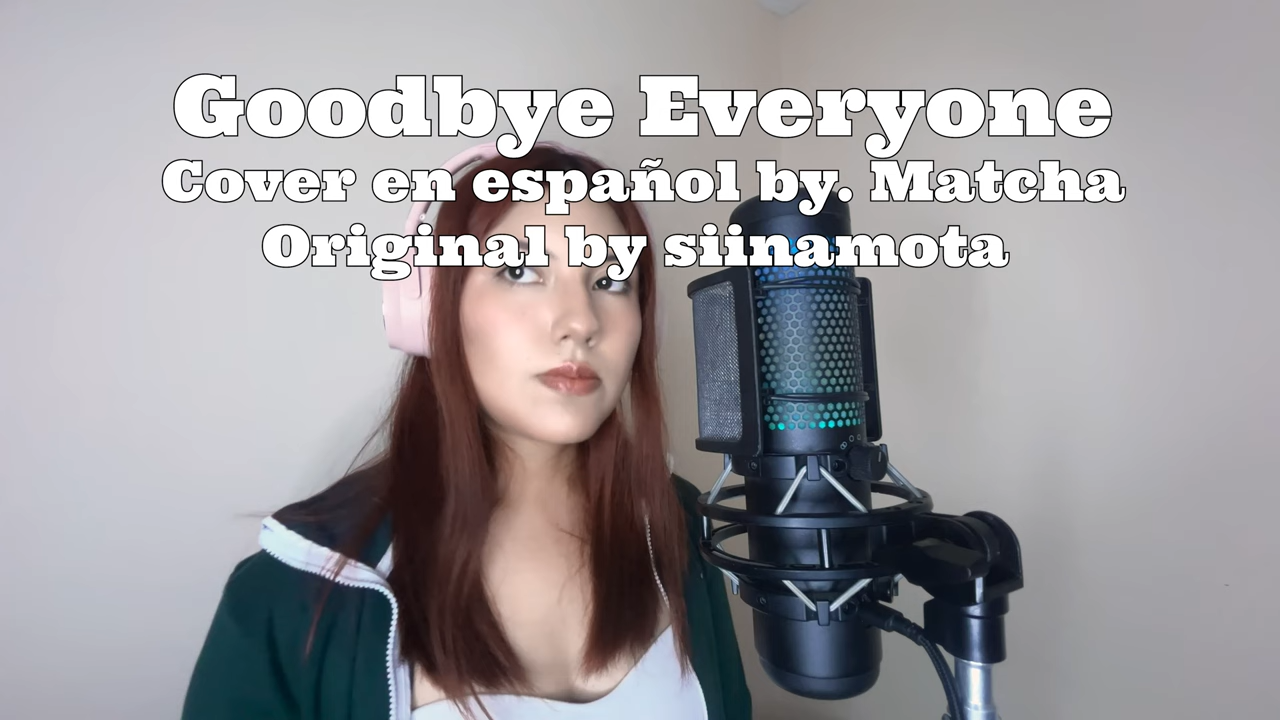 Goodbye Everyone
Cover en español by. Matcha
Original by siinamota